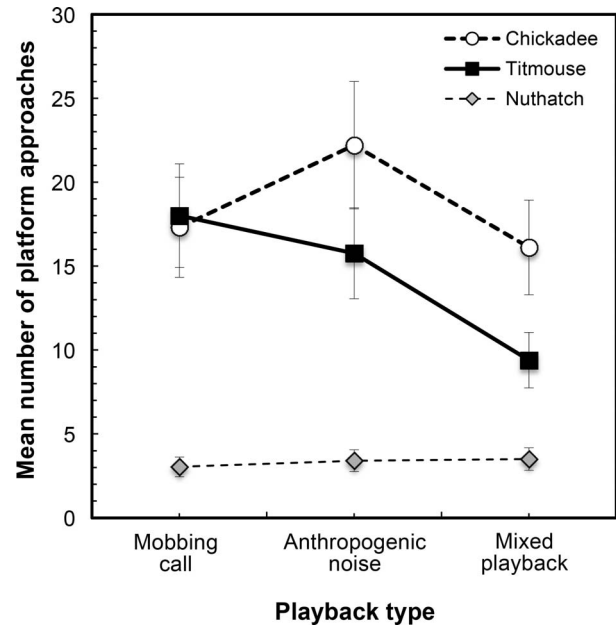 Mean number of platform approaches
30
25
20
15
10
5
0
Chickadee
Titmouse
Nuthatch
Mobbing
call
Anthropogenic
noise
Mixed
playback
Playback type